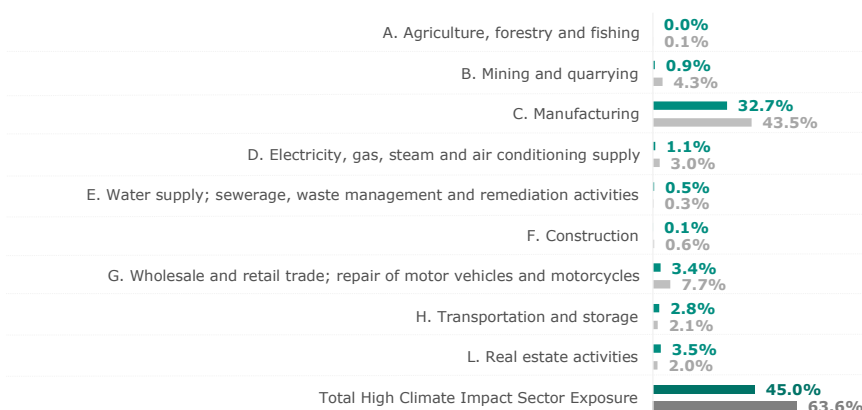 A. Agriculture, forestry and fishing
0.0%
0.1%
B. Mining and quarrying
0.9%
4.3%
C. Manufacturing
32.7%
43.5%
D. Electricity, gas, steam and air conditioning supply
1.1%
3.0%
E. Water supply; sewerage, waste management and remediation activities
0.5%
0.3%
F. Construction
0.1%
0.6%
G. Wholesale and retail trade; repair of motor vehicles and motorcycles
3.4%
7.7%
H. Transportation and storage
2.8%
2.1%
L. Real estate activities
3.5%
2.0%
Total High Climate Impact Sector Exposure
45.0%
63.6%